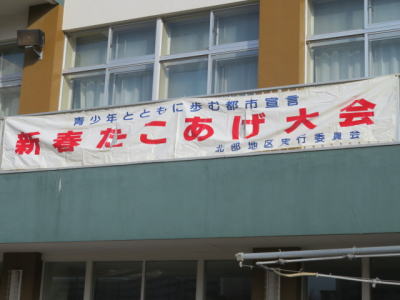 青少年とともに歩む都市宣言
新春たこあげ大会
北部地区実行委員会